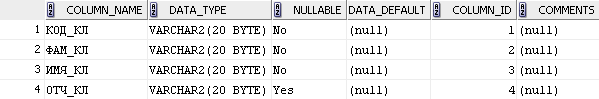 COLUMN_NAME DATA_TYPE NULLABLE DATA_DEFAULT COLUMN_ID COMMENTS
1 КОД_КЛ VARCHAR2(20 BYTE) No (null) 1 (null)
2 ФАМ_КЛ VARCHAR2(20 BYTE) No (null) 2 (null)
3 ИМЯ_КЛ VARCHAR2(20 BYTE) No (null) 3 (null)
4 ОТЧ_КЛ VARCHAR2(20 BYTE) Yes (null) 4 (null)